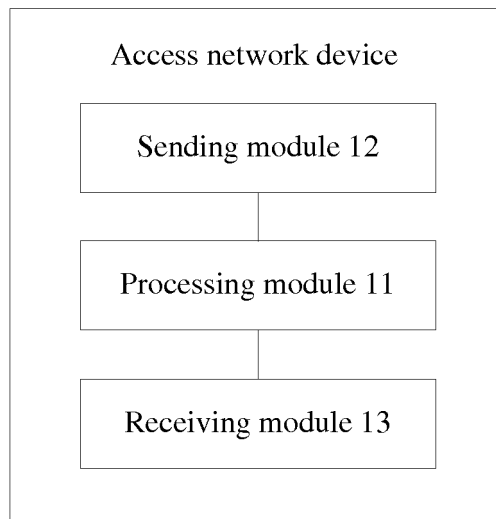 Access network device
Sending module 12
Processing module 11
Receiving module 13